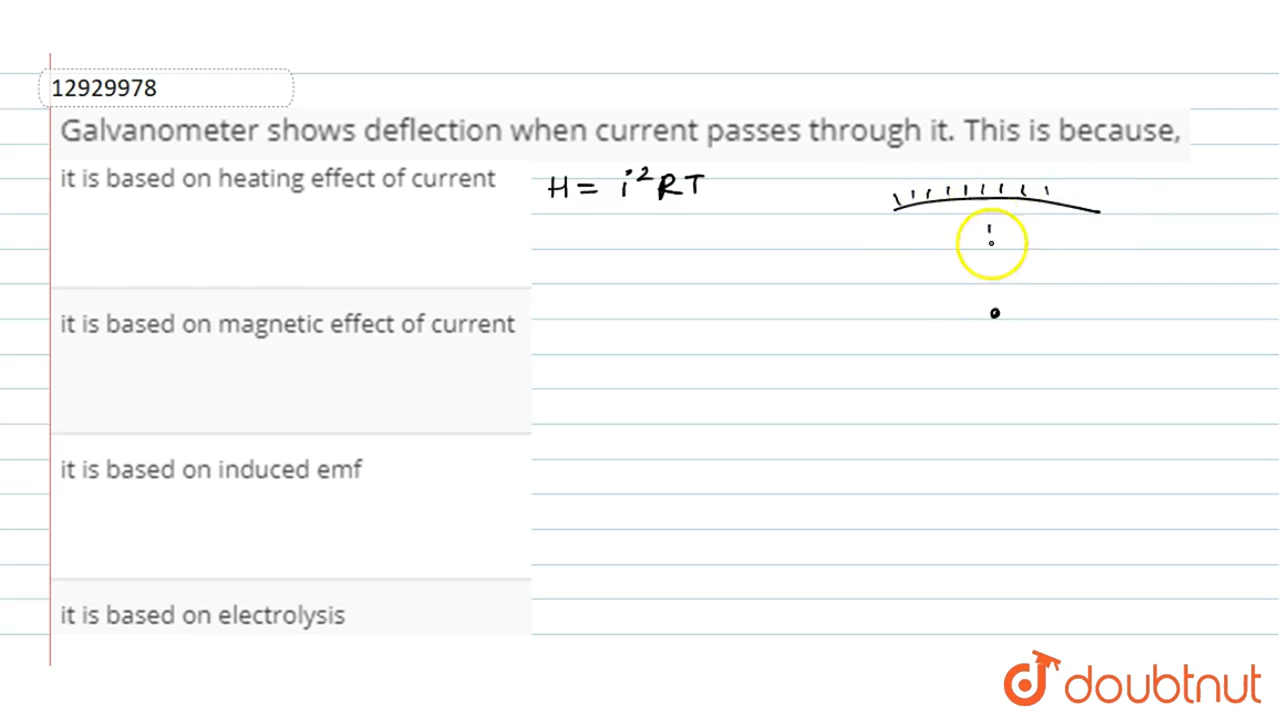 12929978
Galvanometer shows deflection when current passes through it. This is because,
it is based on heating effect of current
H = i²RT
it is based on magnetic effect of current
it is based on induced emf
it is based on electrolysis
doubtnut